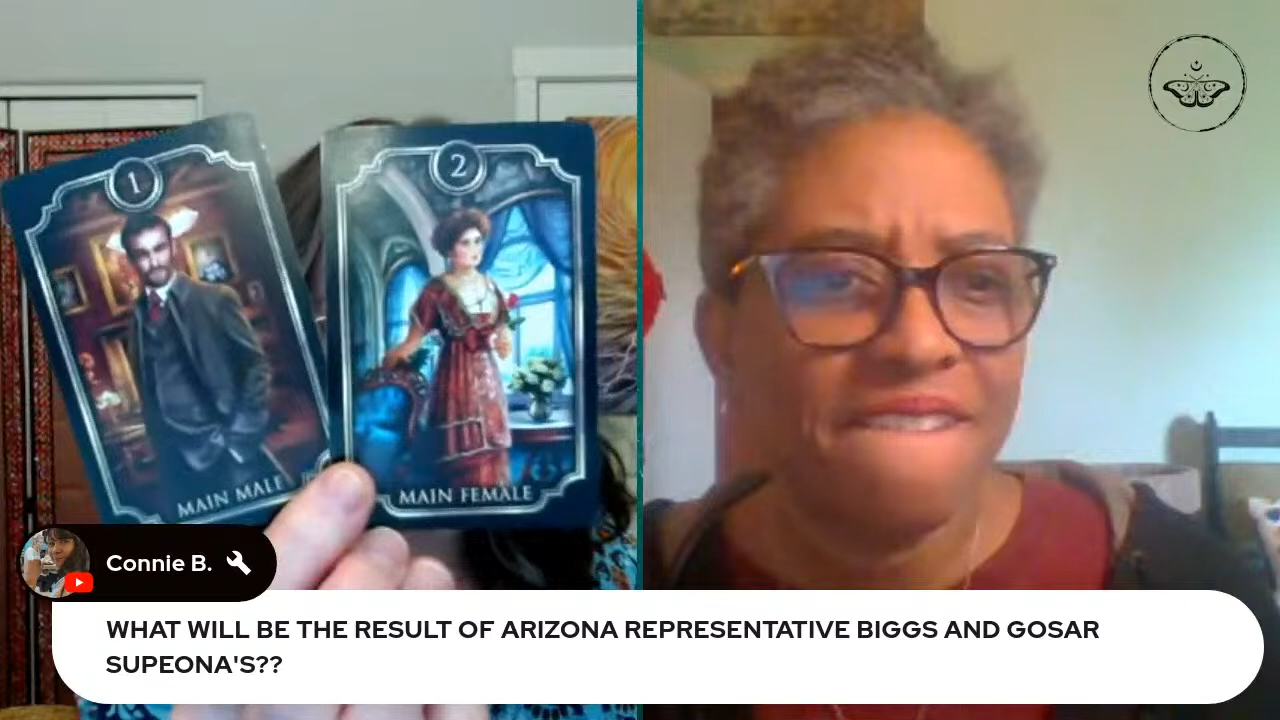 1
2
MAIN MALE
MAIN FEMALE
Connie B.
WHAT WILL BE THE RESULT OF ARIZONA REPRESENTATIVE BIGGS AND GOSAR
SUPEONA'S??